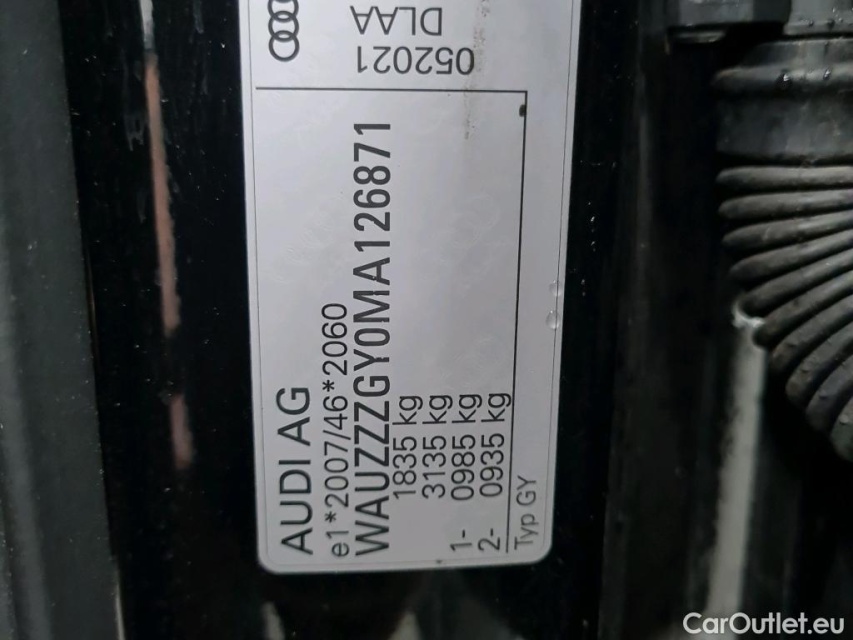 AUDI AG
e1*2007/46*2060
WAUZZZGY0MA126871
1835 kg
3135 kg
1- 0985 kg
2- 0935 kg
Typ GY
052021
DLAA
CarOutlet.eu